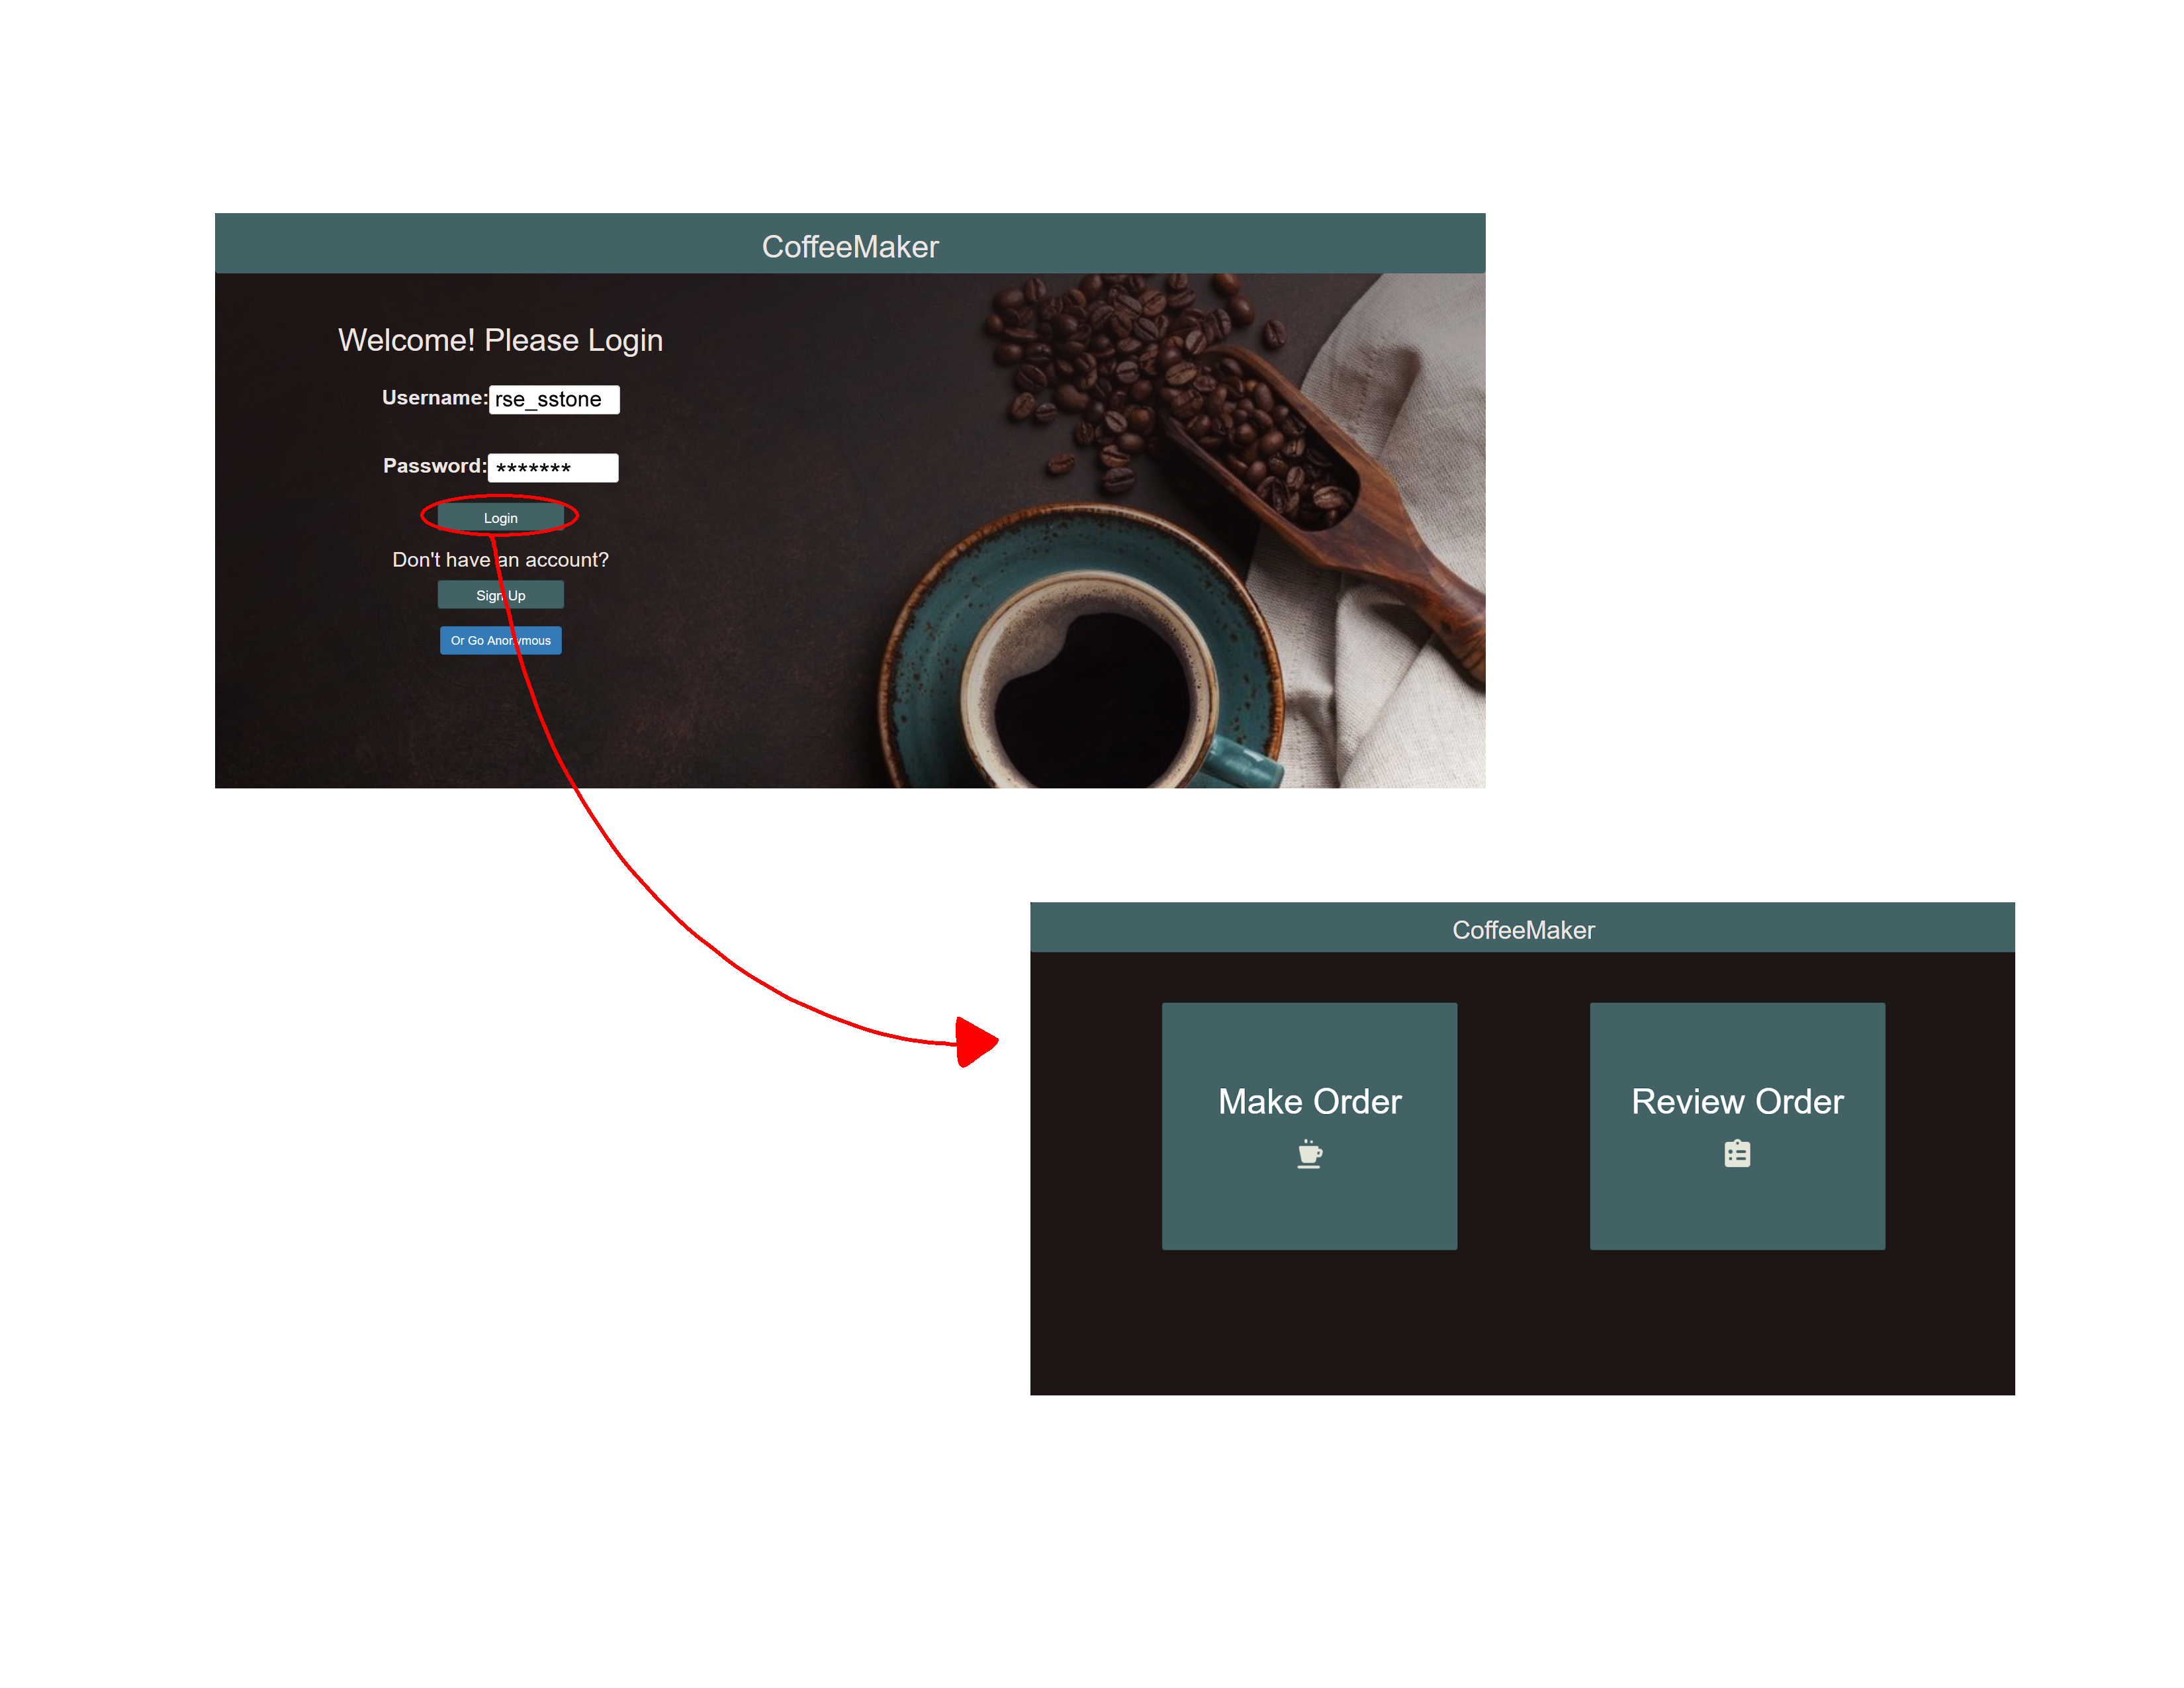 CoffeeMaker
Welcome! Please Login
Username: rse_sstone
Password: *******
Login
Don't have an account?
Sign Up
Or Go Anonymous
CoffeeMaker
Make Order
Review Order